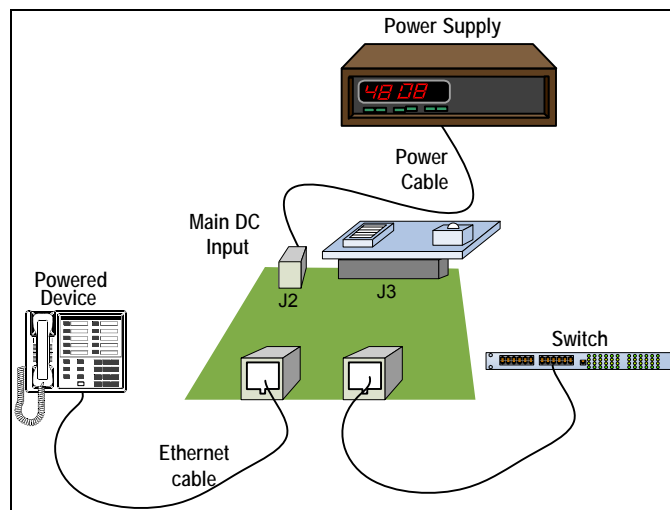 Power Supply
48 08
Power
Cable
Main DC
Input
J2
J3
Powered
Device
Switch
Ethernet
cable